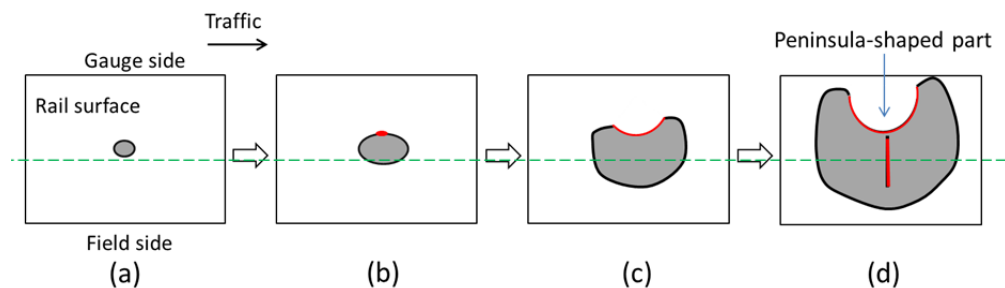 Traffic
Gauge side
Peninsula-shaped part
Rail surface
Field side
(a)
(b)
(c)
(d)